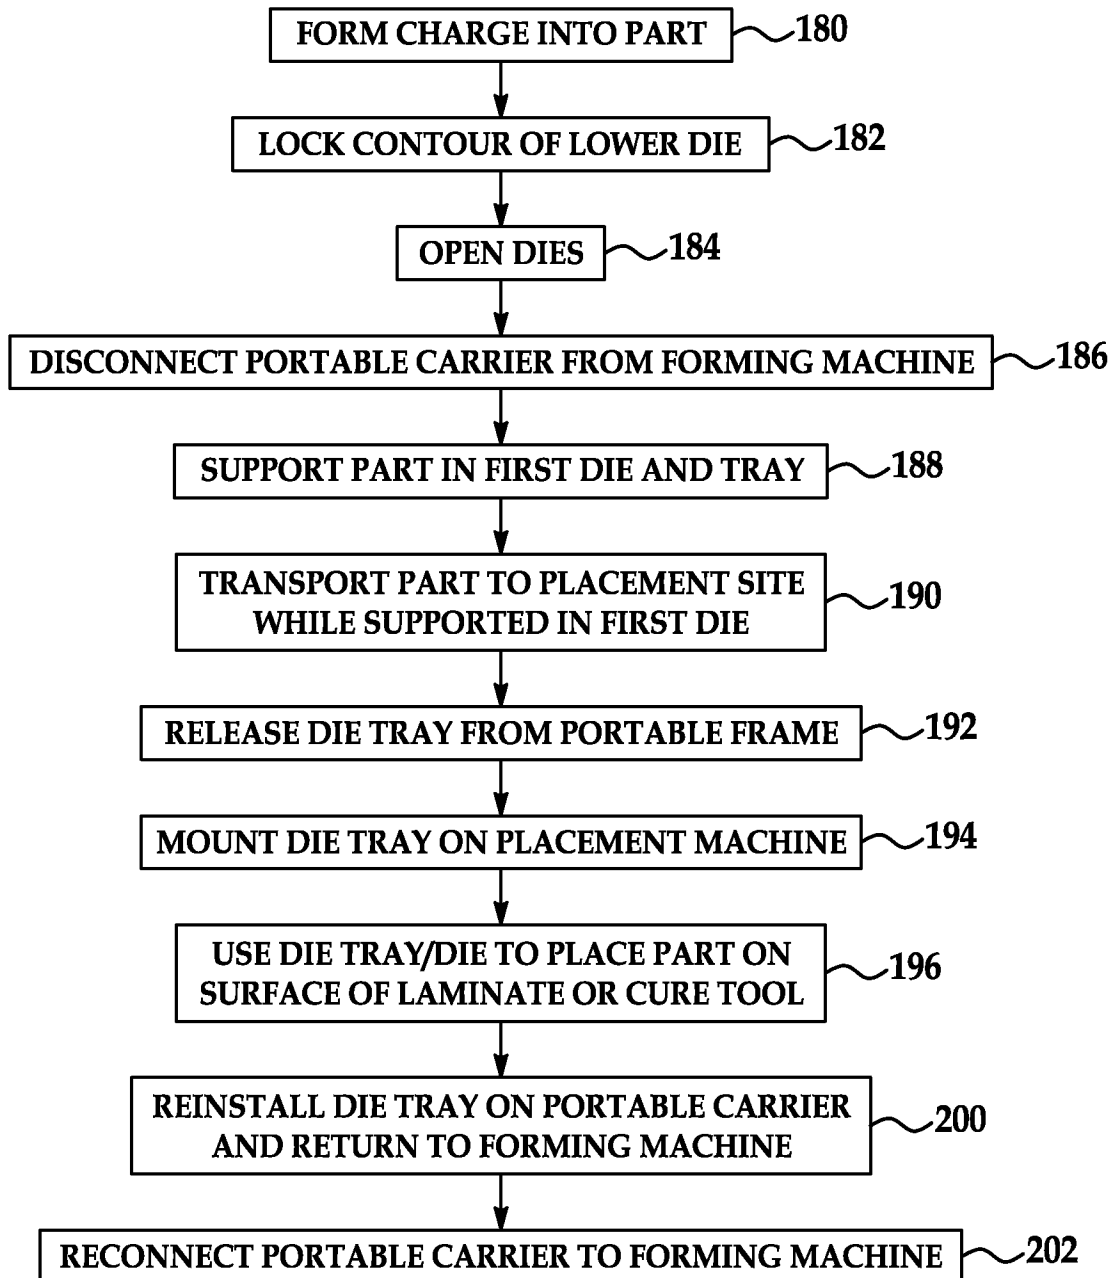 FORM CHARGE INTO PART 180
LOCK CONTOUR OF LOWER DIE 182
OPEN DIES 184
DISCONNECT PORTABLE CARRIER FROM FORMING MACHINE 186
SUPPORT PART IN FIRST DIE AND TRAY 188
TRANSPORT PART TO PLACEMENT SITE
WHILE SUPPORTED IN FIRST DIE
190
RELEASE DIE TRAY FROM PORTABLE FRAME 192
MOUNT DIE TRAY ON PLACEMENT MACHINE 194
USE DIE TRAY/DIE TO PLACE PART ON
SURFACE OF LAMINATE OR CURE TOOL
196
REINSTALL DIE TRAY ON PORTABLE CARRIER
AND RETURN TO FORMING MACHINE
200
RECONNECT PORTABLE CARRIER TO FORMING MACHINE 202